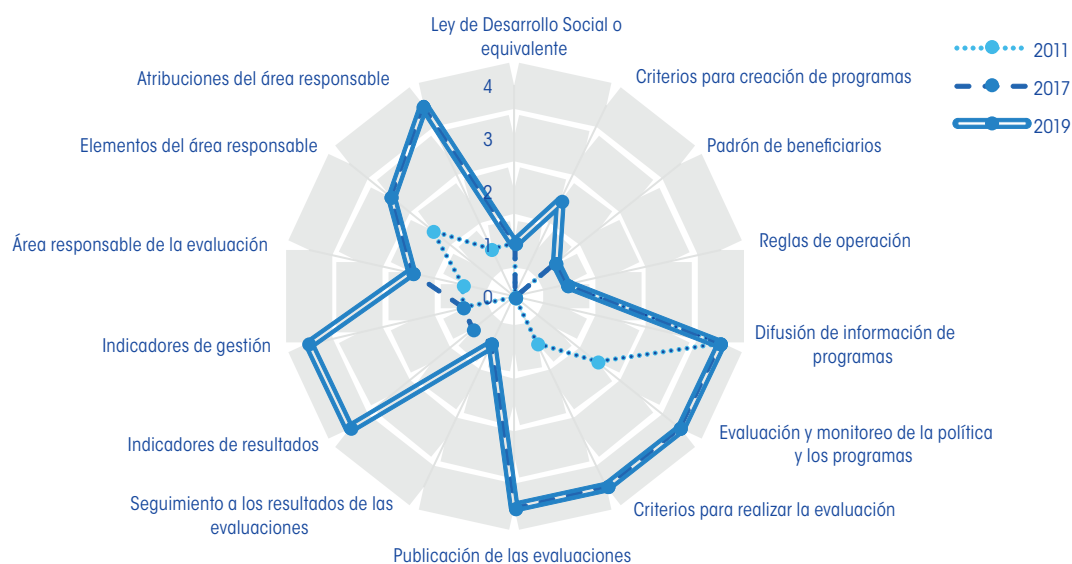 Ley de Desarrollo Social o
equivalente
2011
Atribuciones del área responsable
Criterios para creación de programas
4
2017
2019
3
Elementos del área responsable
Padrón de beneficiarios
2
Área responsable de la evaluación
1
Reglas de operación
0
Indicadores de gestión
Difusión de información de
programas
Indicadores de resultados
Evaluación y monitoreo de la política
y los programas
Seguimiento a los resultados de las
evaluaciones
Criterios para realizar la evaluación
Publicación de las evaluaciones